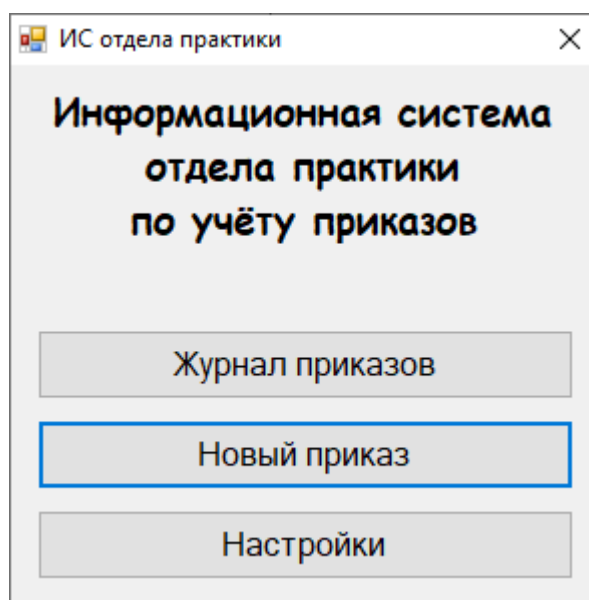 ИС отдела практики
Информационная система
отдела практики
по учёту приказов
Журнал приказов
Новый приказ
Настройки